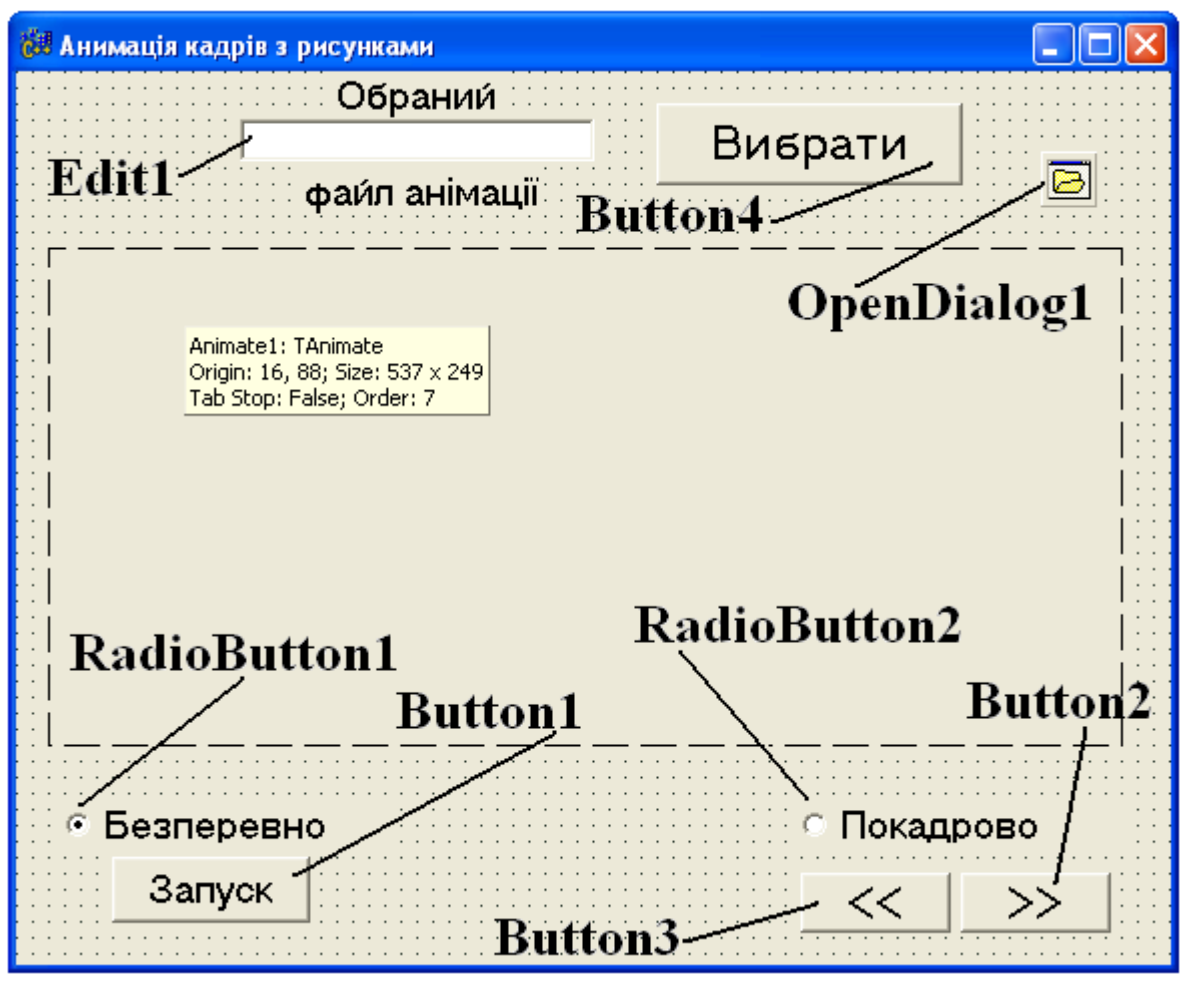 Анимація кадрів з рисунками
Обраний
Вибрати
Edit1
файл анімації
Button4
OpenDialog1
Animate1: TAnimate
Origin: 16, 88; Size: 537 x 249
Tab Stop: False; Order: 7
RadioButton2
RadioButton1
Button2
Button1
Безперевно
Покадрово
Запуск
<<
>>
Button3